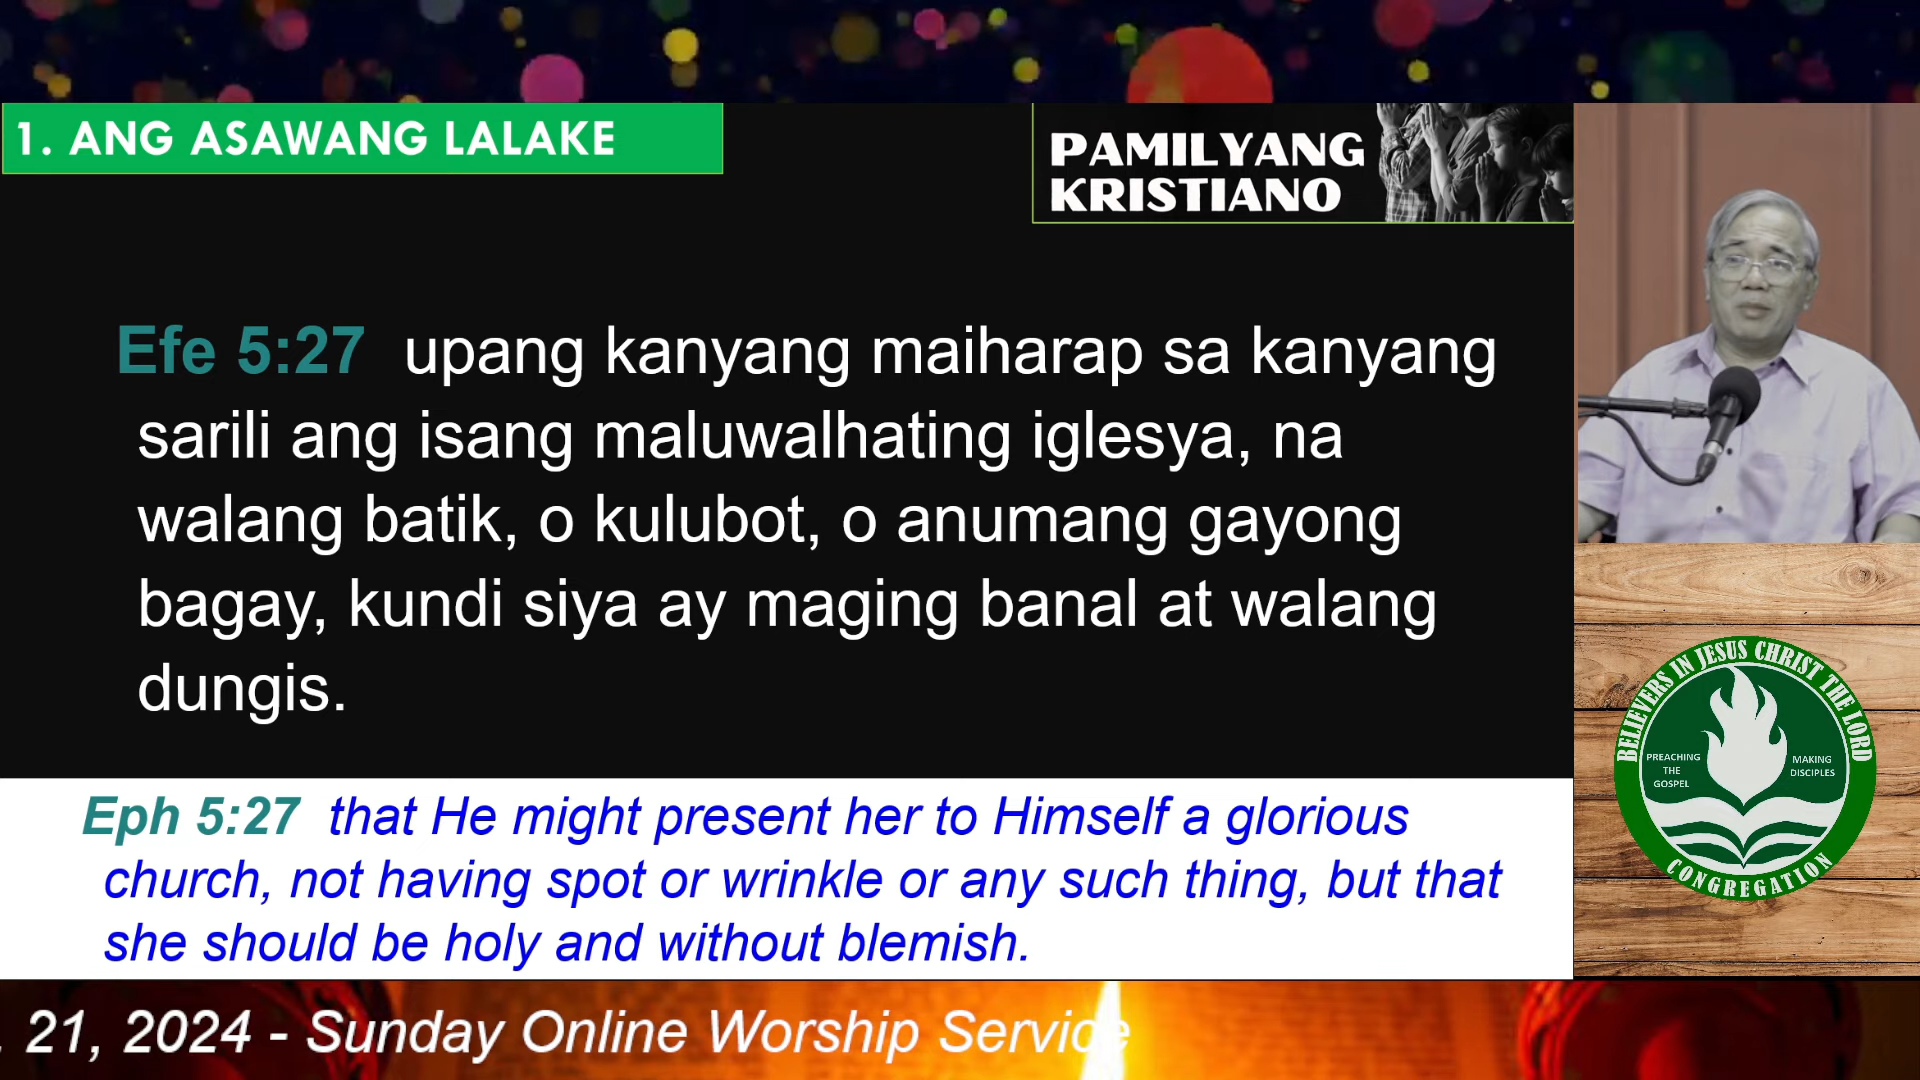 1. ANG ASAWANG LALAKE
PAMILYANG
KRISTIANO
Efe 5:27 upang kanyang maiharap sa kanyang
sarili ang isang maluwalhating iglesya, na
walang batik, o kulubot, o anumang gayong
bagay, kundi siya ay maging banal at walang
dungis.
Eph 5:27 that He might present her to Himself a glorious
church, not having spot or wrinkle or any such thing, but that
she should be holy and without blemish.
BELIEVERS IN JESUS CHRIST THE LORD
PREACHING
THE
GOSPEL
MAKING
DISCIPLES
CONGREGATION
. 21, 2024 - Sunday Online Worship Service